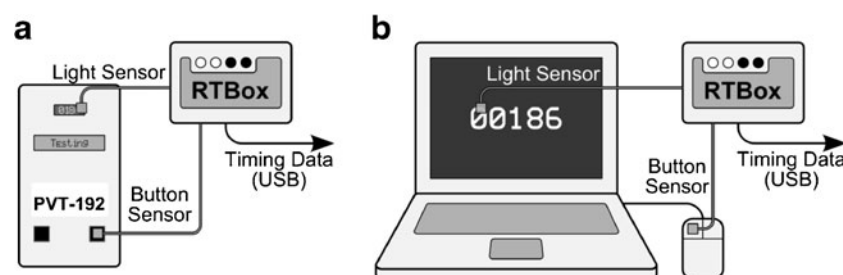 a
Light Sensor
RTBox
Testing
Timing Data
(USB)
PVT-192
Button
Sensor
b
Light Sensor
RTBox
00186
Timing Data
(USB)
Button
Sensor